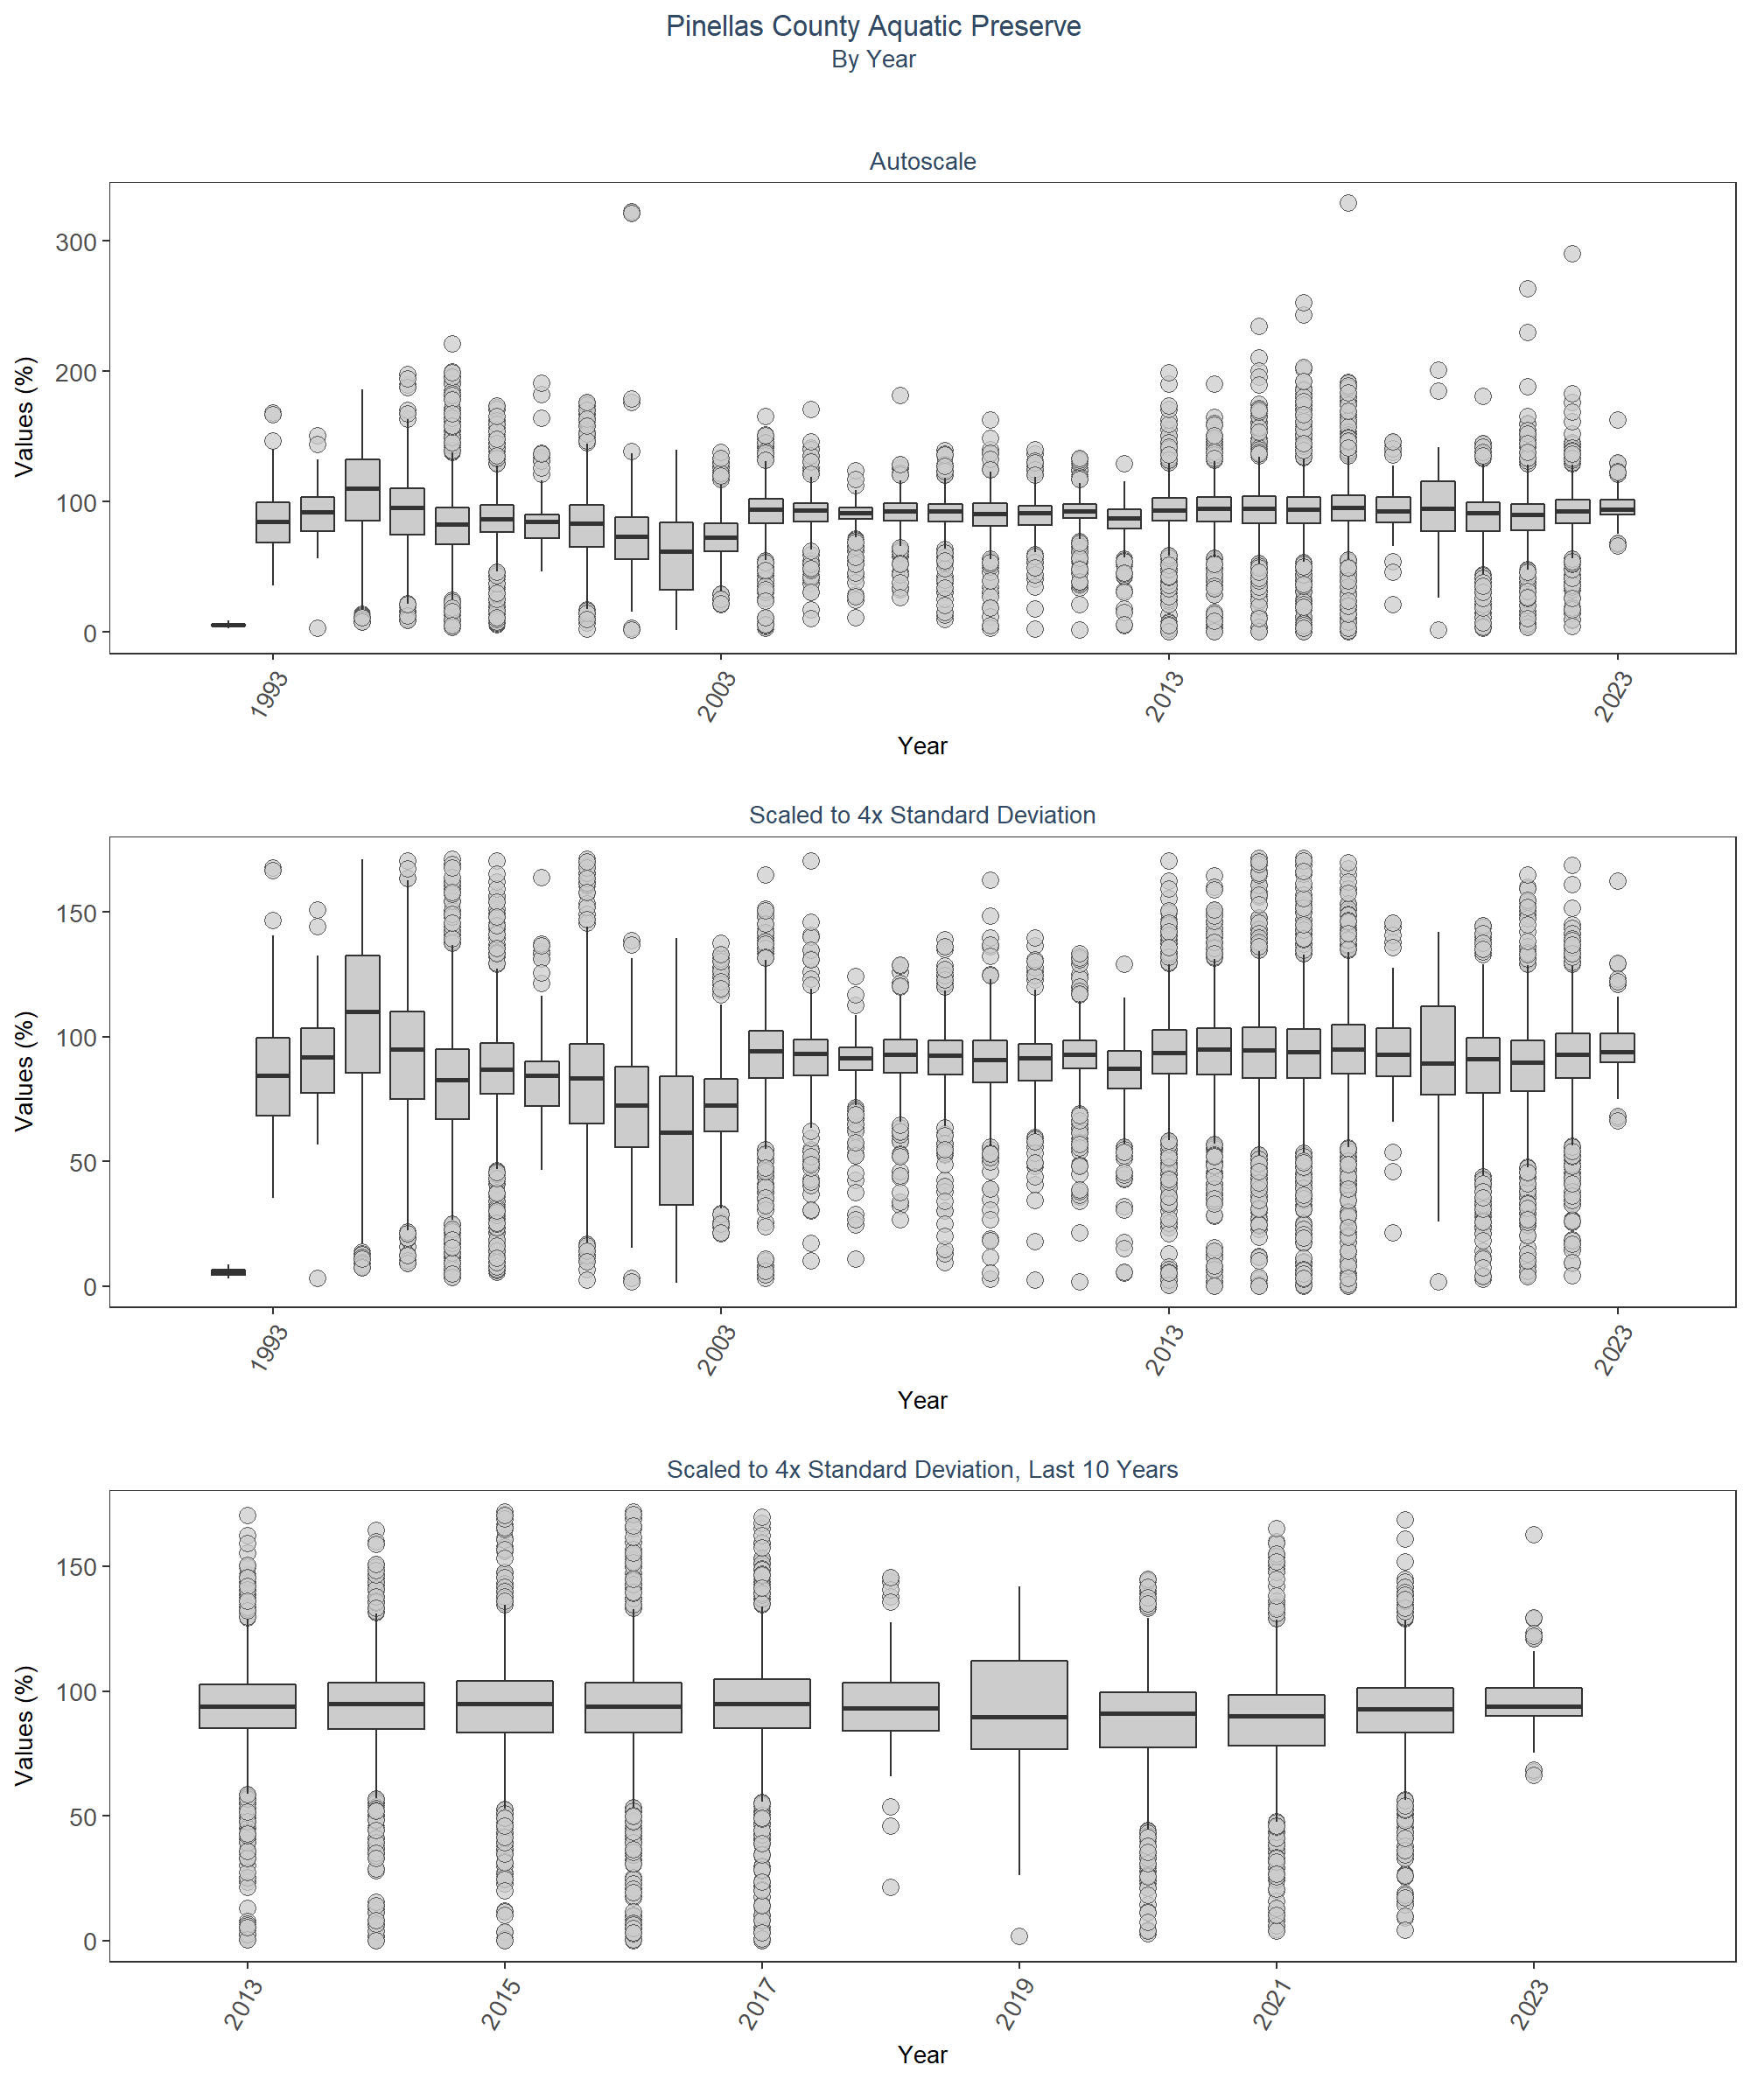 Pinellas County Aquatic Preserve
By Year
Autoscale
Values (%)
300
200
100
0
1993
2003
2013
2023
Year
Scaled to 4x Standard Deviation
Values (%)
150
100
50
0
1993
2003
2013
2023
Year
Scaled to 4x Standard Deviation, Last 10 Years
Values (%)
150
100
50
0
2013
2015
2017
2019
2021
2023
Year